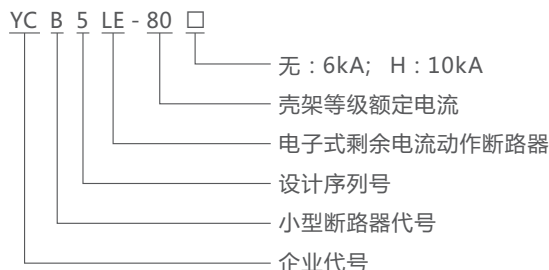 YC B 5 LE - 80 □
无：6kA； H：10kA
壳架等级额定电流
电子式剩余电流动作断路器
设计序列号
小型断路器代号
企业代号